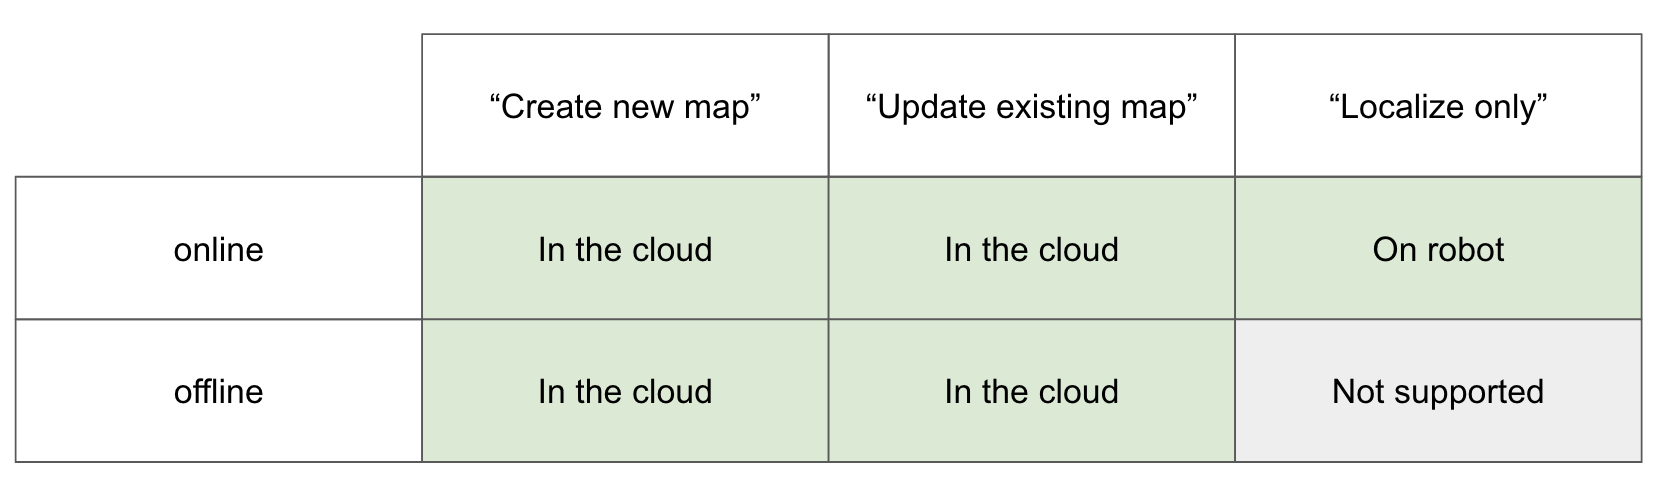 “Create new map” “Update existing map” “Localize only”
online In the cloud In the cloud On robot
offline In the cloud In the cloud Not supported